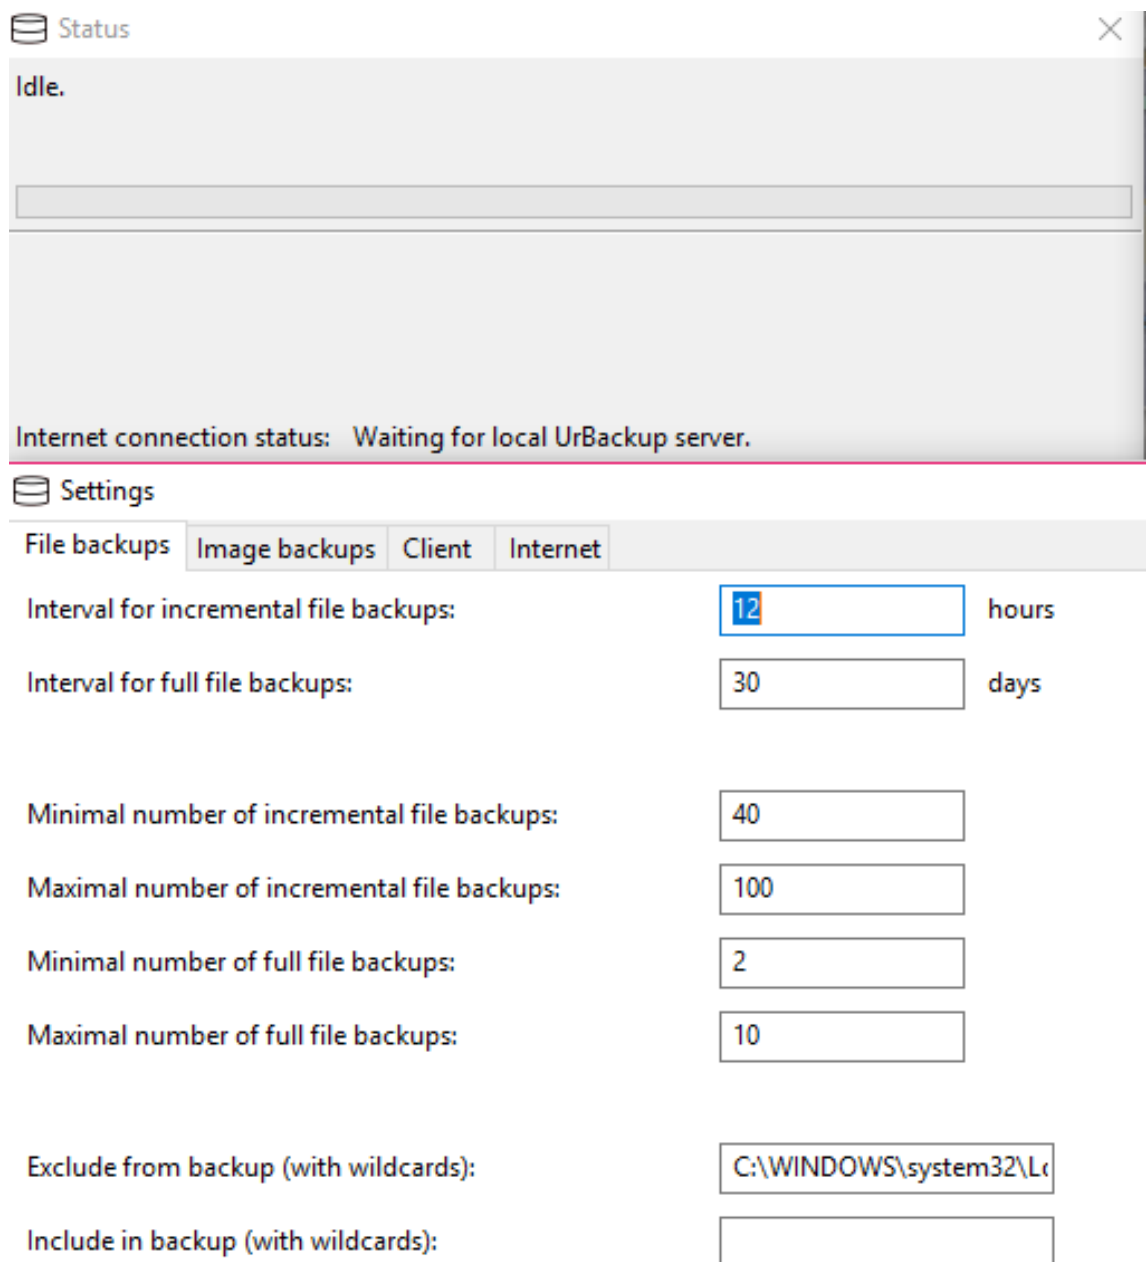 Status
Idle.
Internet connection status: Waiting for local UrBackup server.
Settings
File backups Image backups Client Internet
Interval for incremental file backups: 12 hours
Interval for full file backups: 30 days
Minimal number of incremental file backups: 40
Maximal number of incremental file backups: 100
Minimal number of full file backups: 2
Maximal number of full file backups: 10
Exclude from backup (with wildcards): C:\WINDOWS\system32\Lo
Include in backup (with wildcards):